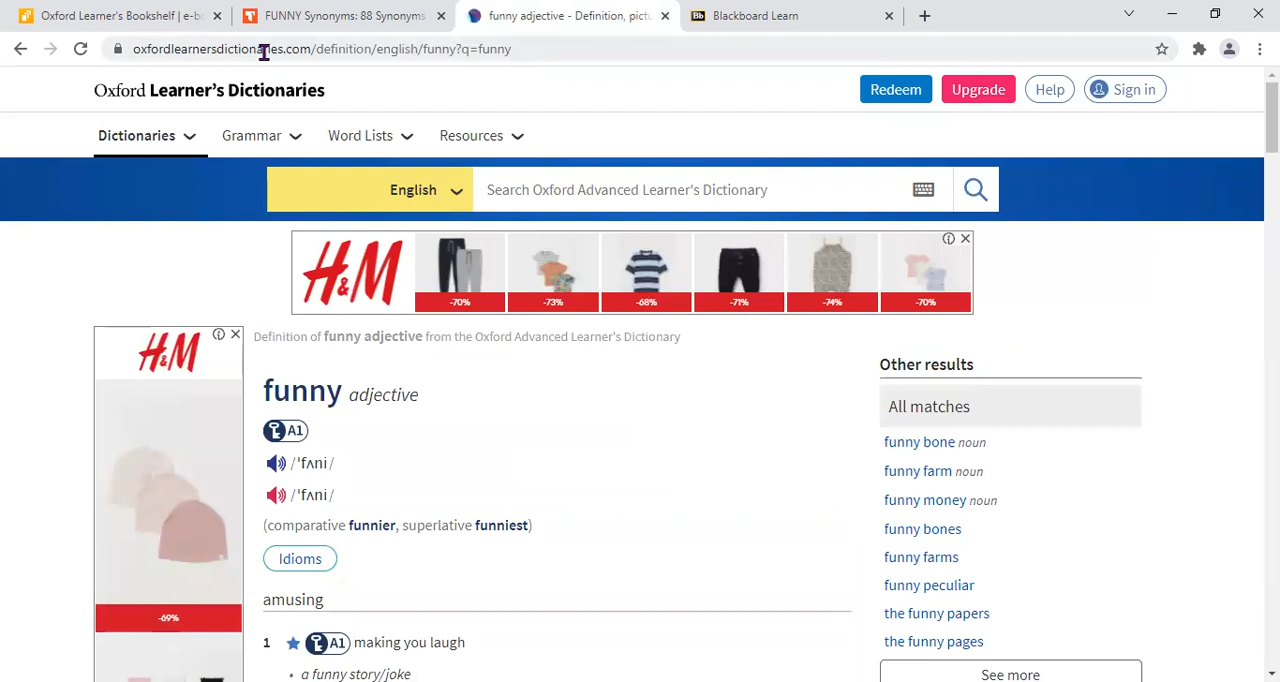 Oxford Learner's Bookshelf | e-bo
FUNNY Synonyms: 88 Synonyms
funny adjective - Definition, pictu
Bb Blackboard Learn
oxfordlearnersdictionaries.com/definition/english/funny?q=funny
Oxford Learner's Dictionaries
Redeem
Upgrade
Help
Sign in
Dictionaries
Grammar
Word Lists
Resources
English
Search Oxford Advanced Learner's Dictionary
H&M
-70%
-73%
-68%
-71%
-74%
-70%
H&M
-69%
Definition of funny adjective from the Oxford Advanced Learner's Dictionary
funny adjective
A1
/ˈfʌni/
/ˈfʌni/
(comparative funnier, superlative funniest)
Idioms
amusing
1 A1 making you laugh
• a funny story/joke
Other results
All matches
funny bone noun
funny farm noun
funny money noun
funny bones
funny farms
funny peculiar
the funny papers
the funny pages
See more